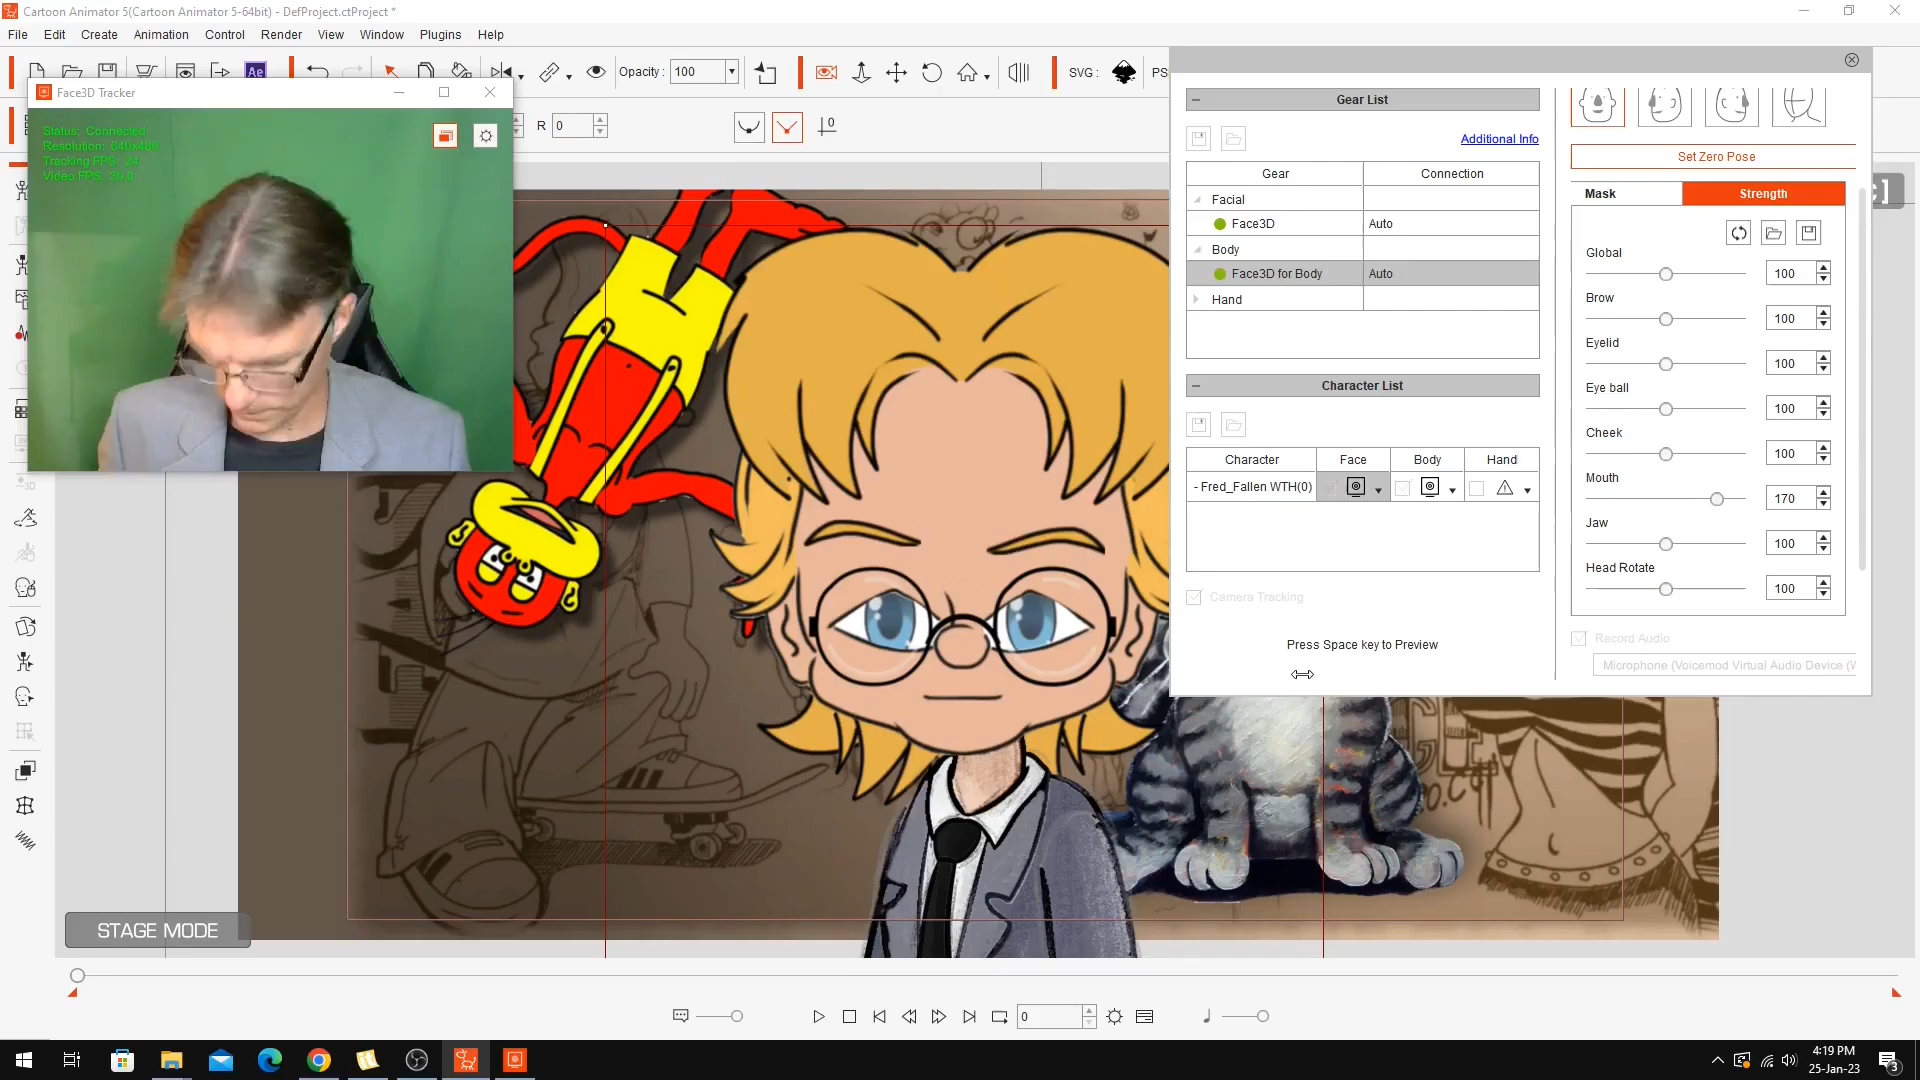 Cartoon Animator 5(Cartoon Animator 5-64bit) - DefProject.ctProject *
File Edit Create Animation Control Render View Window Plugins Help
Ae
Opacity : 100
SVG :
PS
Face3D Tracker
R 0
0
Status: Connected
Resolution: 640x480
Tracking FPS: 24
Video FPS: 30.0
Gear List
Additional Info
Gear Connection
Facial
Face3D Auto
Body
Face3D for Body Auto
Hand
Character List
Character Face Body Hand
- Fred_Fallen WTH(0)
Camera Tracking
Press Space key to Preview
Set Zero Pose
Mask Strength
Global
100
Brow
100
Eyelid
100
Eye ball
100
Cheek
100
Mouth
170
Jaw
100
Head Rotate
100
Record Audio
Microphone (Voicemod Virtual Audio Device (W
STAGE MODE
0
4:19 PM
25-Jan-23
3